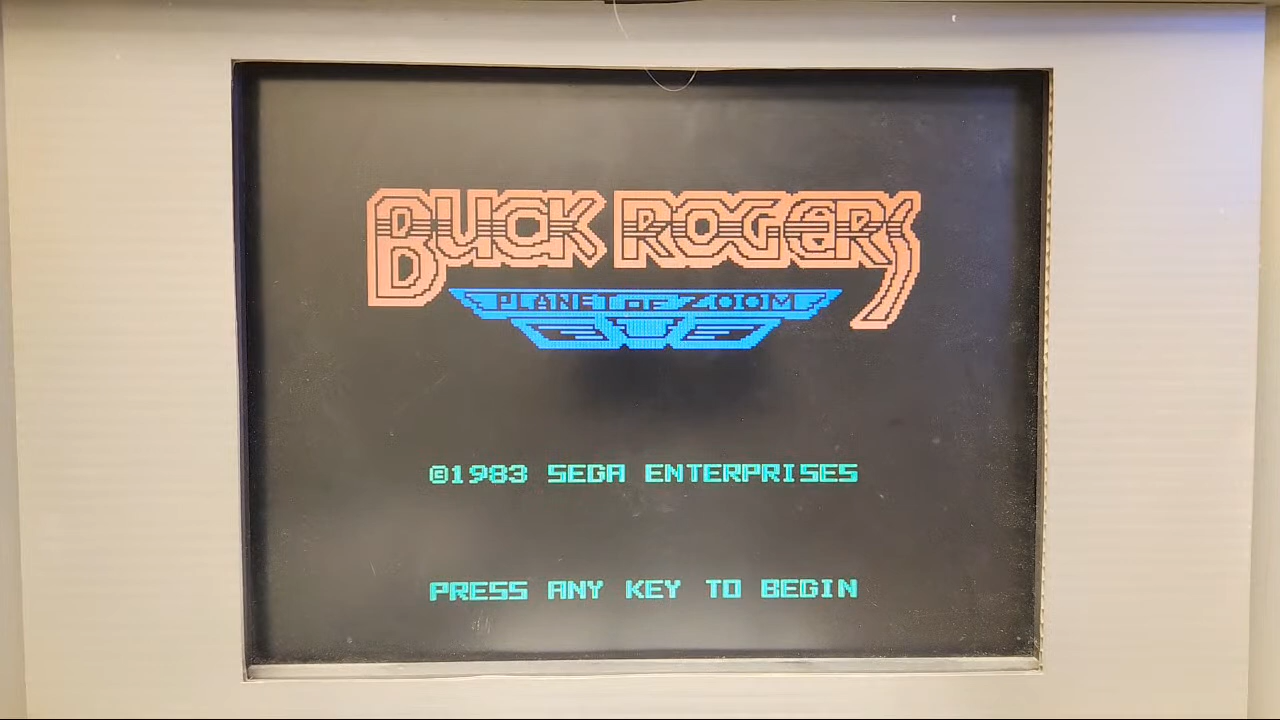 BUCK ROGERS
PLANET OF ZOOM
©1983 SEGA ENTERPRISES
PRESS ANY KEY TO BEGIN